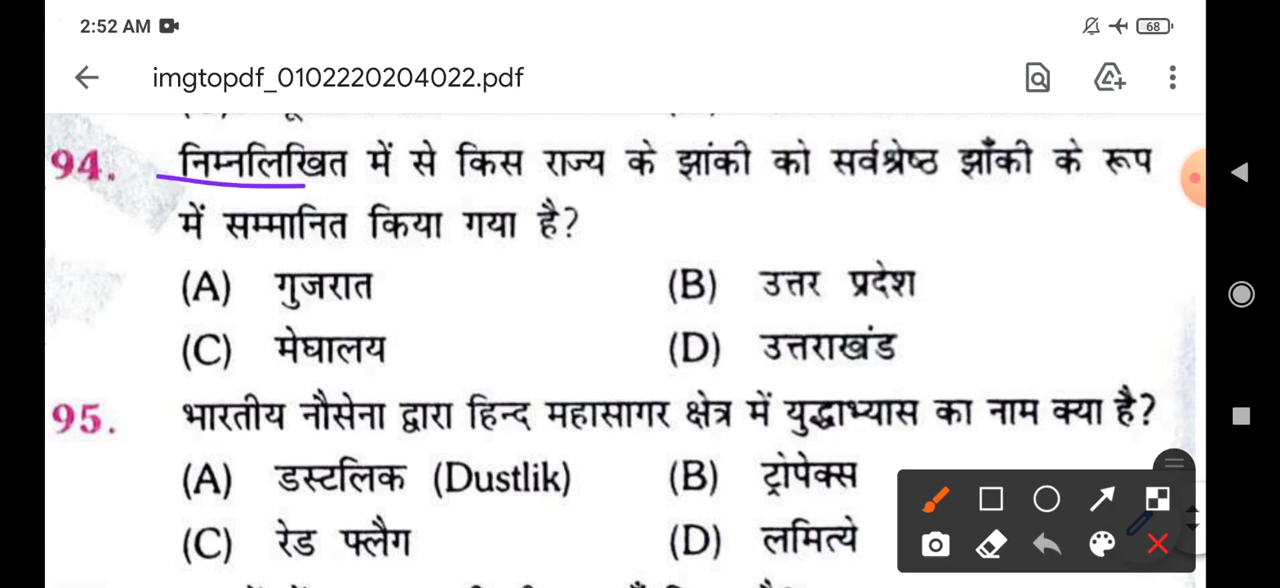 2:52 AM 68
imgtopdf_0102220204022.pdf
94. निम्नलिखित में से किस राज्य के झांकी को सर्वश्रेष्ठ झाँकी के रूप
में सम्मानित किया गया है?
(A) गुजरात (B) उत्तर प्रदेश
(C) मेघालय (D) उत्तराखंड
95. भारतीय नौसेना द्वारा हिन्द महासागर क्षेत्र में युद्धाभ्यास का नाम क्या है?
(A) डस्टलिक (Dustlik) (B) ट्रोपेक्स
(C) रेड फ्लैग (D) लमित्ये